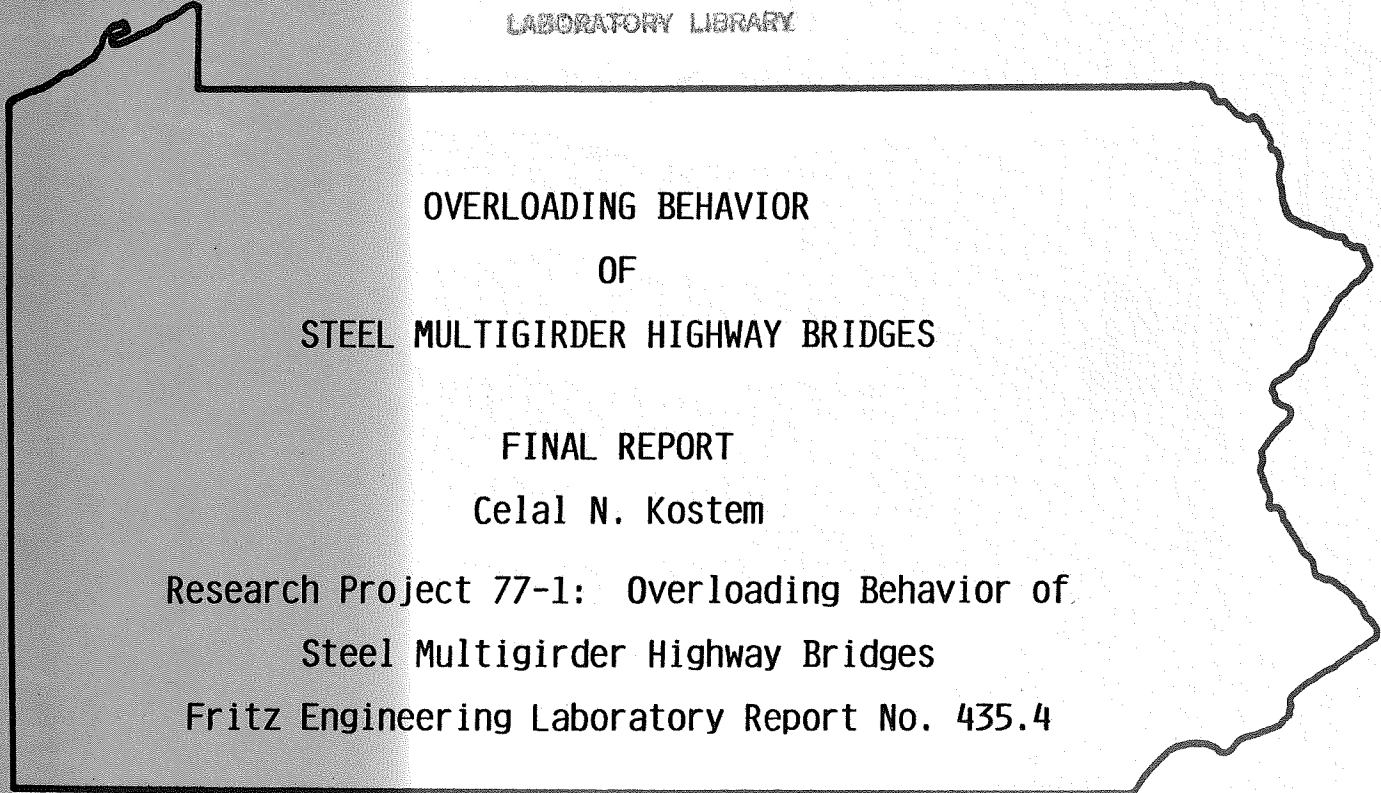 LABORATORY LIBRARY
OVERLOADING BEHAVIOR
OF
STEEL MULTIGIRDER HIGHWAY BRIDGES
FINAL REPORT
Celal N. Kostem
Research Project 77-1: Overloading Behavior of
Steel Multigirder Highway Bridges
Fritz Engineering Laboratory Report No. 435.4